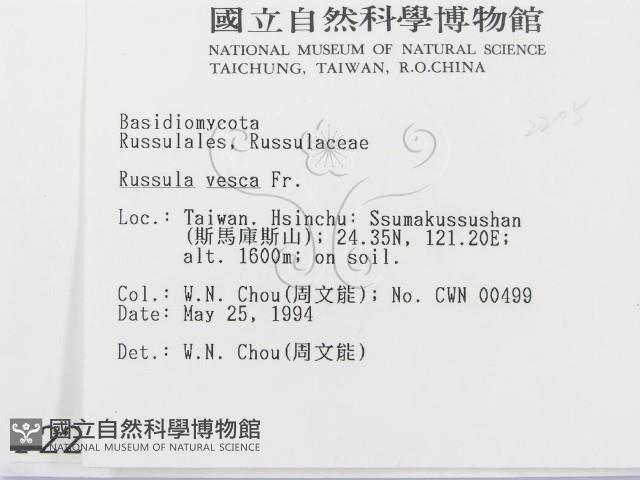 國立自然科學博物館
NATIONAL MUSEUM OF NATURAL SCIENCE
TAICHUNG, TAIWAN, R.O.CHINA
2205
Basidiomycota
Russulales, Russulaceae
Russula vesca Fr.
Loc.: Taiwan. Hsinchu: Ssumakussushan
(斯馬庫斯山); 24.35N, 121.20E;
alt. 1600m; on soil.
Col.: W.N. Chou(周文能); No. CWN 00499
Date: May 25, 1994
Det.: W.N. Chou(周文能)
國立自然科學博物館
NATIONAL MUSEUM OF NATURAL SCIENCE